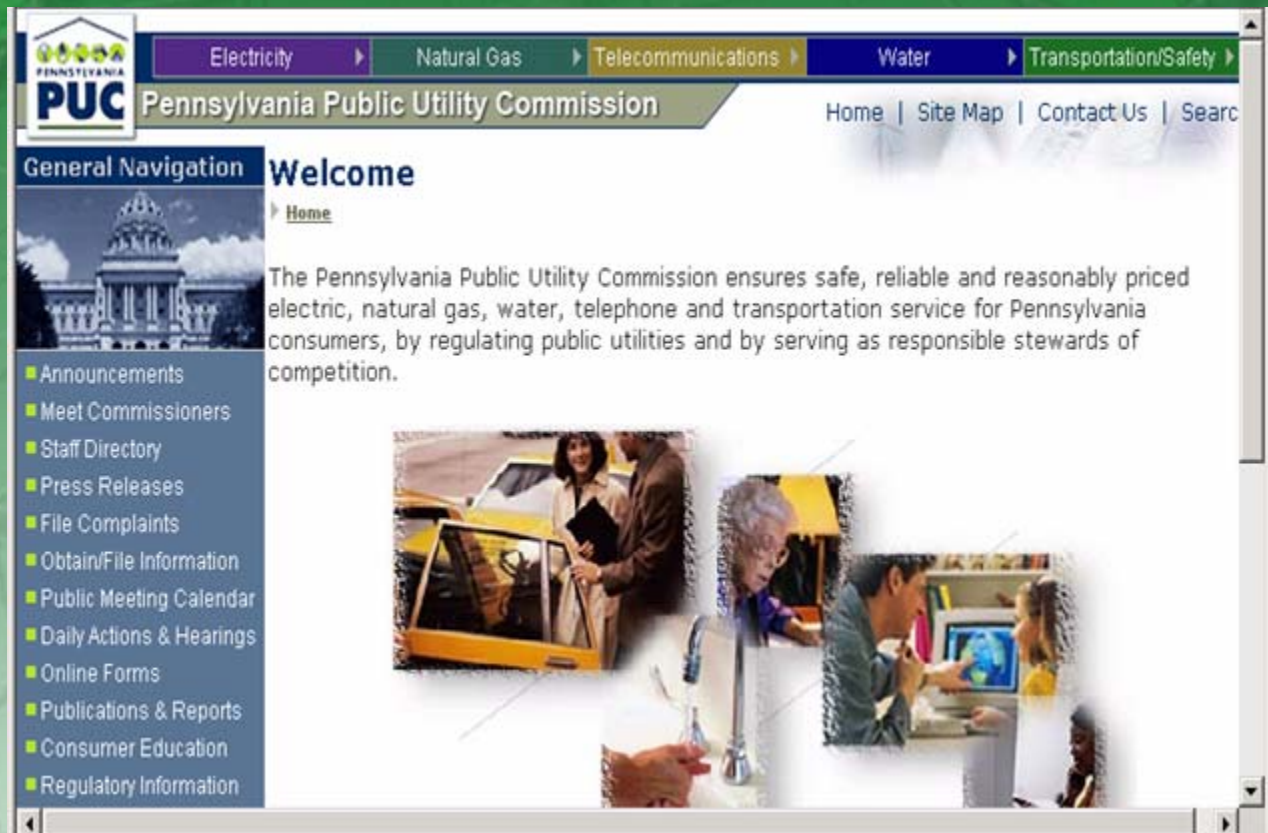 Electricity
Natural Gas
Telecommunications
Water
Transportation/Safety
PENNSYLVANIA
PUC
Pennsylvania Public Utility Commission
Home | Site Map | Contact Us | Searc
General Navigation
Welcome
Home
The Pennsylvania Public Utility Commission ensures safe, reliable and reasonably priced
electric, natural gas, water, telephone and transportation service for Pennsylvania
consumers, by regulating public utilities and by serving as responsible stewards of
competition.
Announcements
Meet Commissioners
Staff Directory
Press Releases
File Complaints
Obtain/File Information
Public Meeting Calendar
Daily Actions & Hearings
Online Forms
Publications & Reports
Consumer Education
Regulatory Information